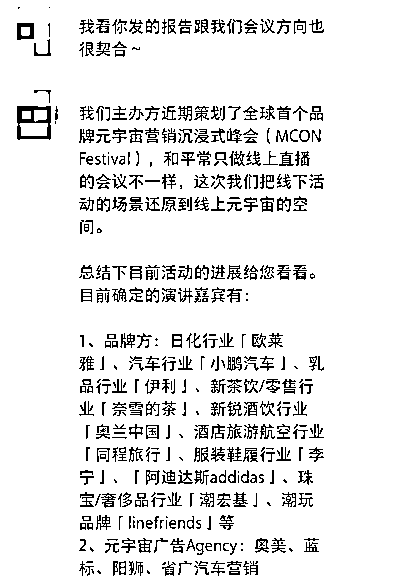 我看你发的报告跟我们会议方向也
很契合~
我们主办方近期策划了全球首个品
牌元宇宙营销沉浸式峰会（MCON
Festival），和平常只做线上直播
的会议不一样，这次我们把线下活
动的场景还原到线上元宇宙的空
间。
总结下目前活动的进展给您看看。
目前确定的演讲嘉宾有：
1、品牌方：日化行业「欧莱
雅」、汽车行业「小鹏汽车」、乳
品行业「伊利」、新茶饮/零售行
业「奈雪的茶」、新锐酒饮行业
「奥兰中国」、酒店旅游航空行业
「同程旅行」、服装鞋履行业「李
宁」、「阿迪达斯addidas」、珠
宝/奢侈品行业「潮宏基」、潮玩
品牌「linefriends」等
2、元宇宙广告Agency：奥美、蓝
标、阳狮、省广汽车营销